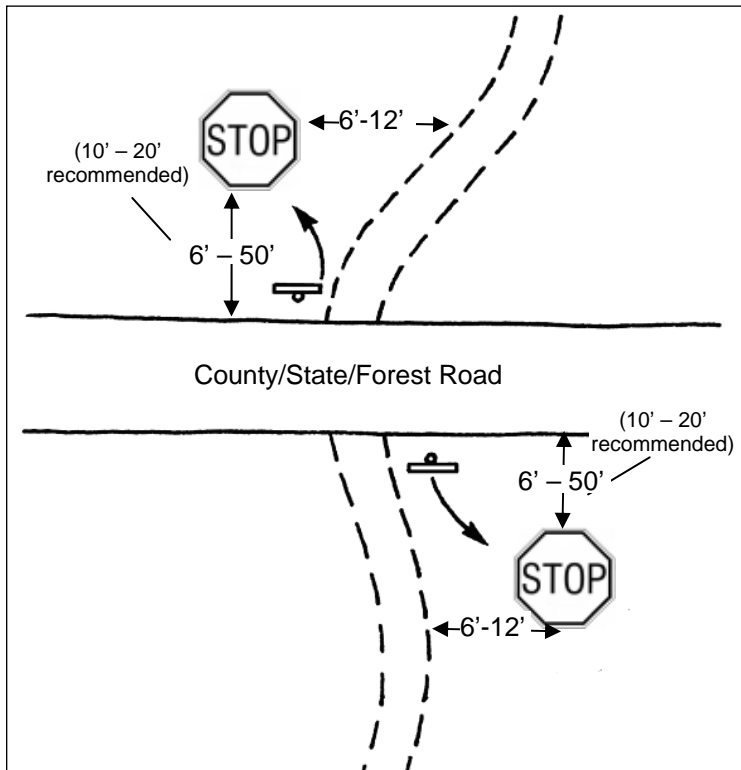 STOP
6’-12’
(10’ – 20’
recommended)
6’ – 50’
County/State/Forest Road
(10’ – 20’
recommended)
6’ – 50’
STOP
6’-12’